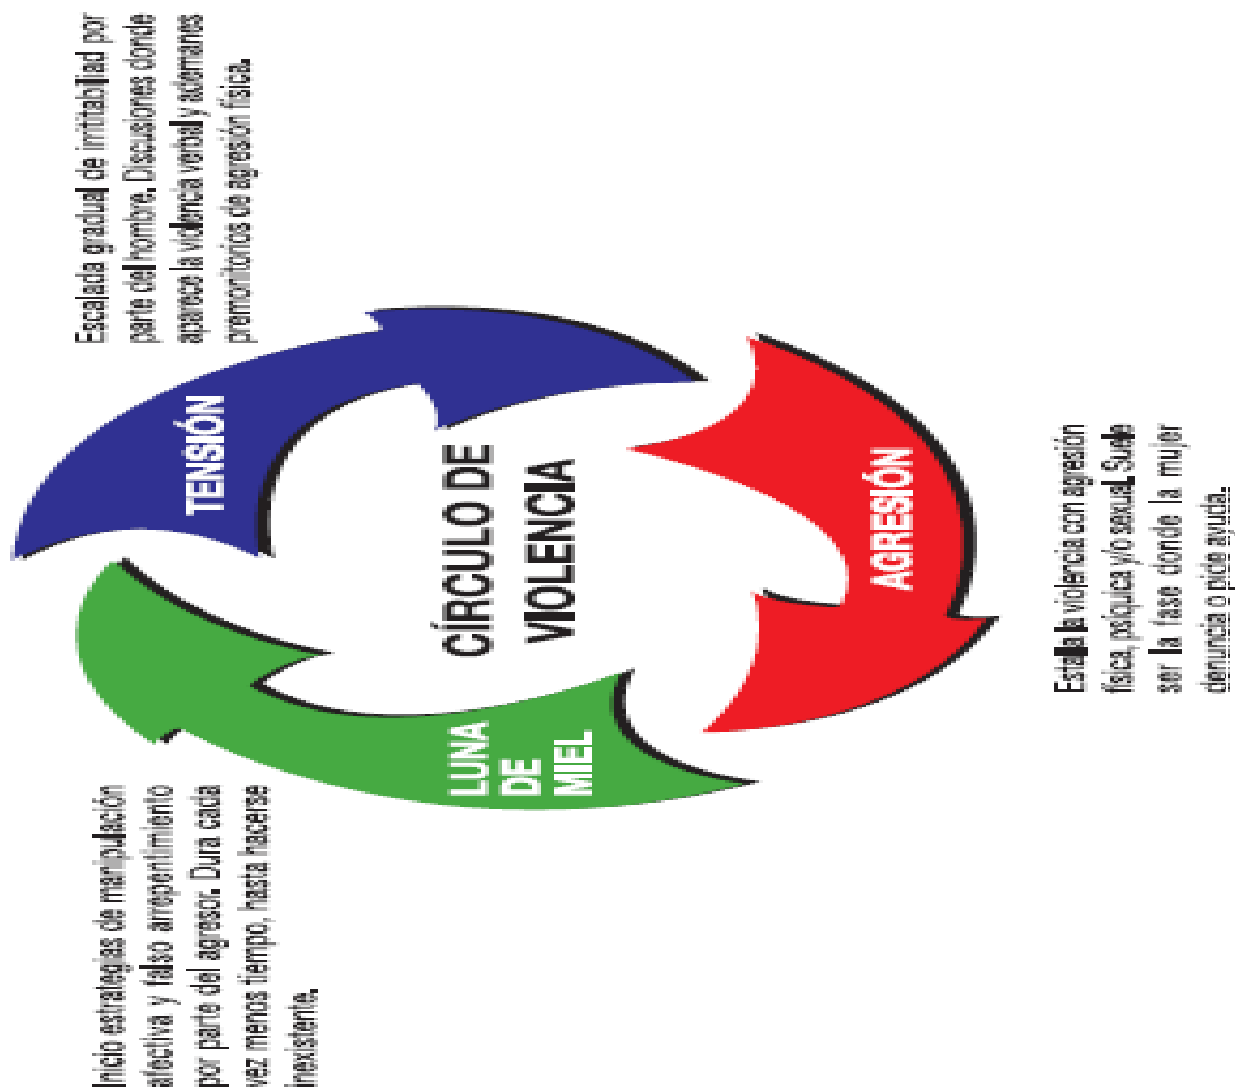 Escalada gradual de irritabiliad por
parte del hombre. Discusiones donde
aparece la violencia verbal y ademanes
premonitorios de agresión física.
TENSIÓN
CÍRCULO DE
VIOLENCIA
AGRESIÓN
Estalla la violencia con agresión
física, psíquica y/o sexual. Suele
ser la fase donde la mujer
denuncia o pide ayuda.
LUNA
DE
MIEL
Inicio estrategias de manipulación
afectiva y falso arrepentimiento
por parte del agresor. Dura cada
vez menos tiempo, hasta hacerse
inexistente.